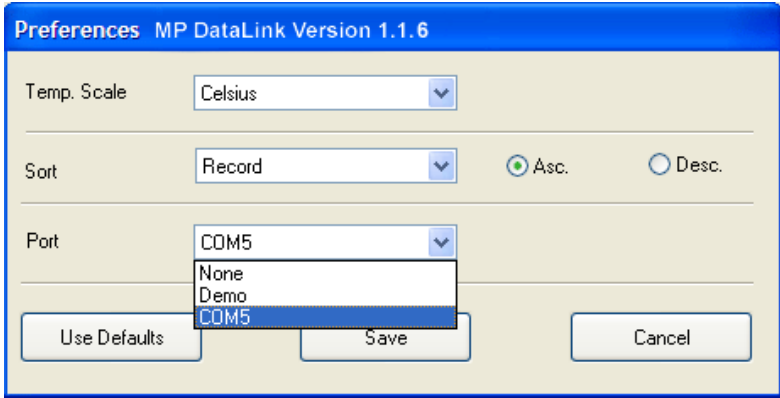 Preferences MP DataLink Version 1.1.6
Temp. Scale Celsius
Sort Record Asc. Desc.
Port COM5
None
Demo
COM5
Use Defaults Save Cancel